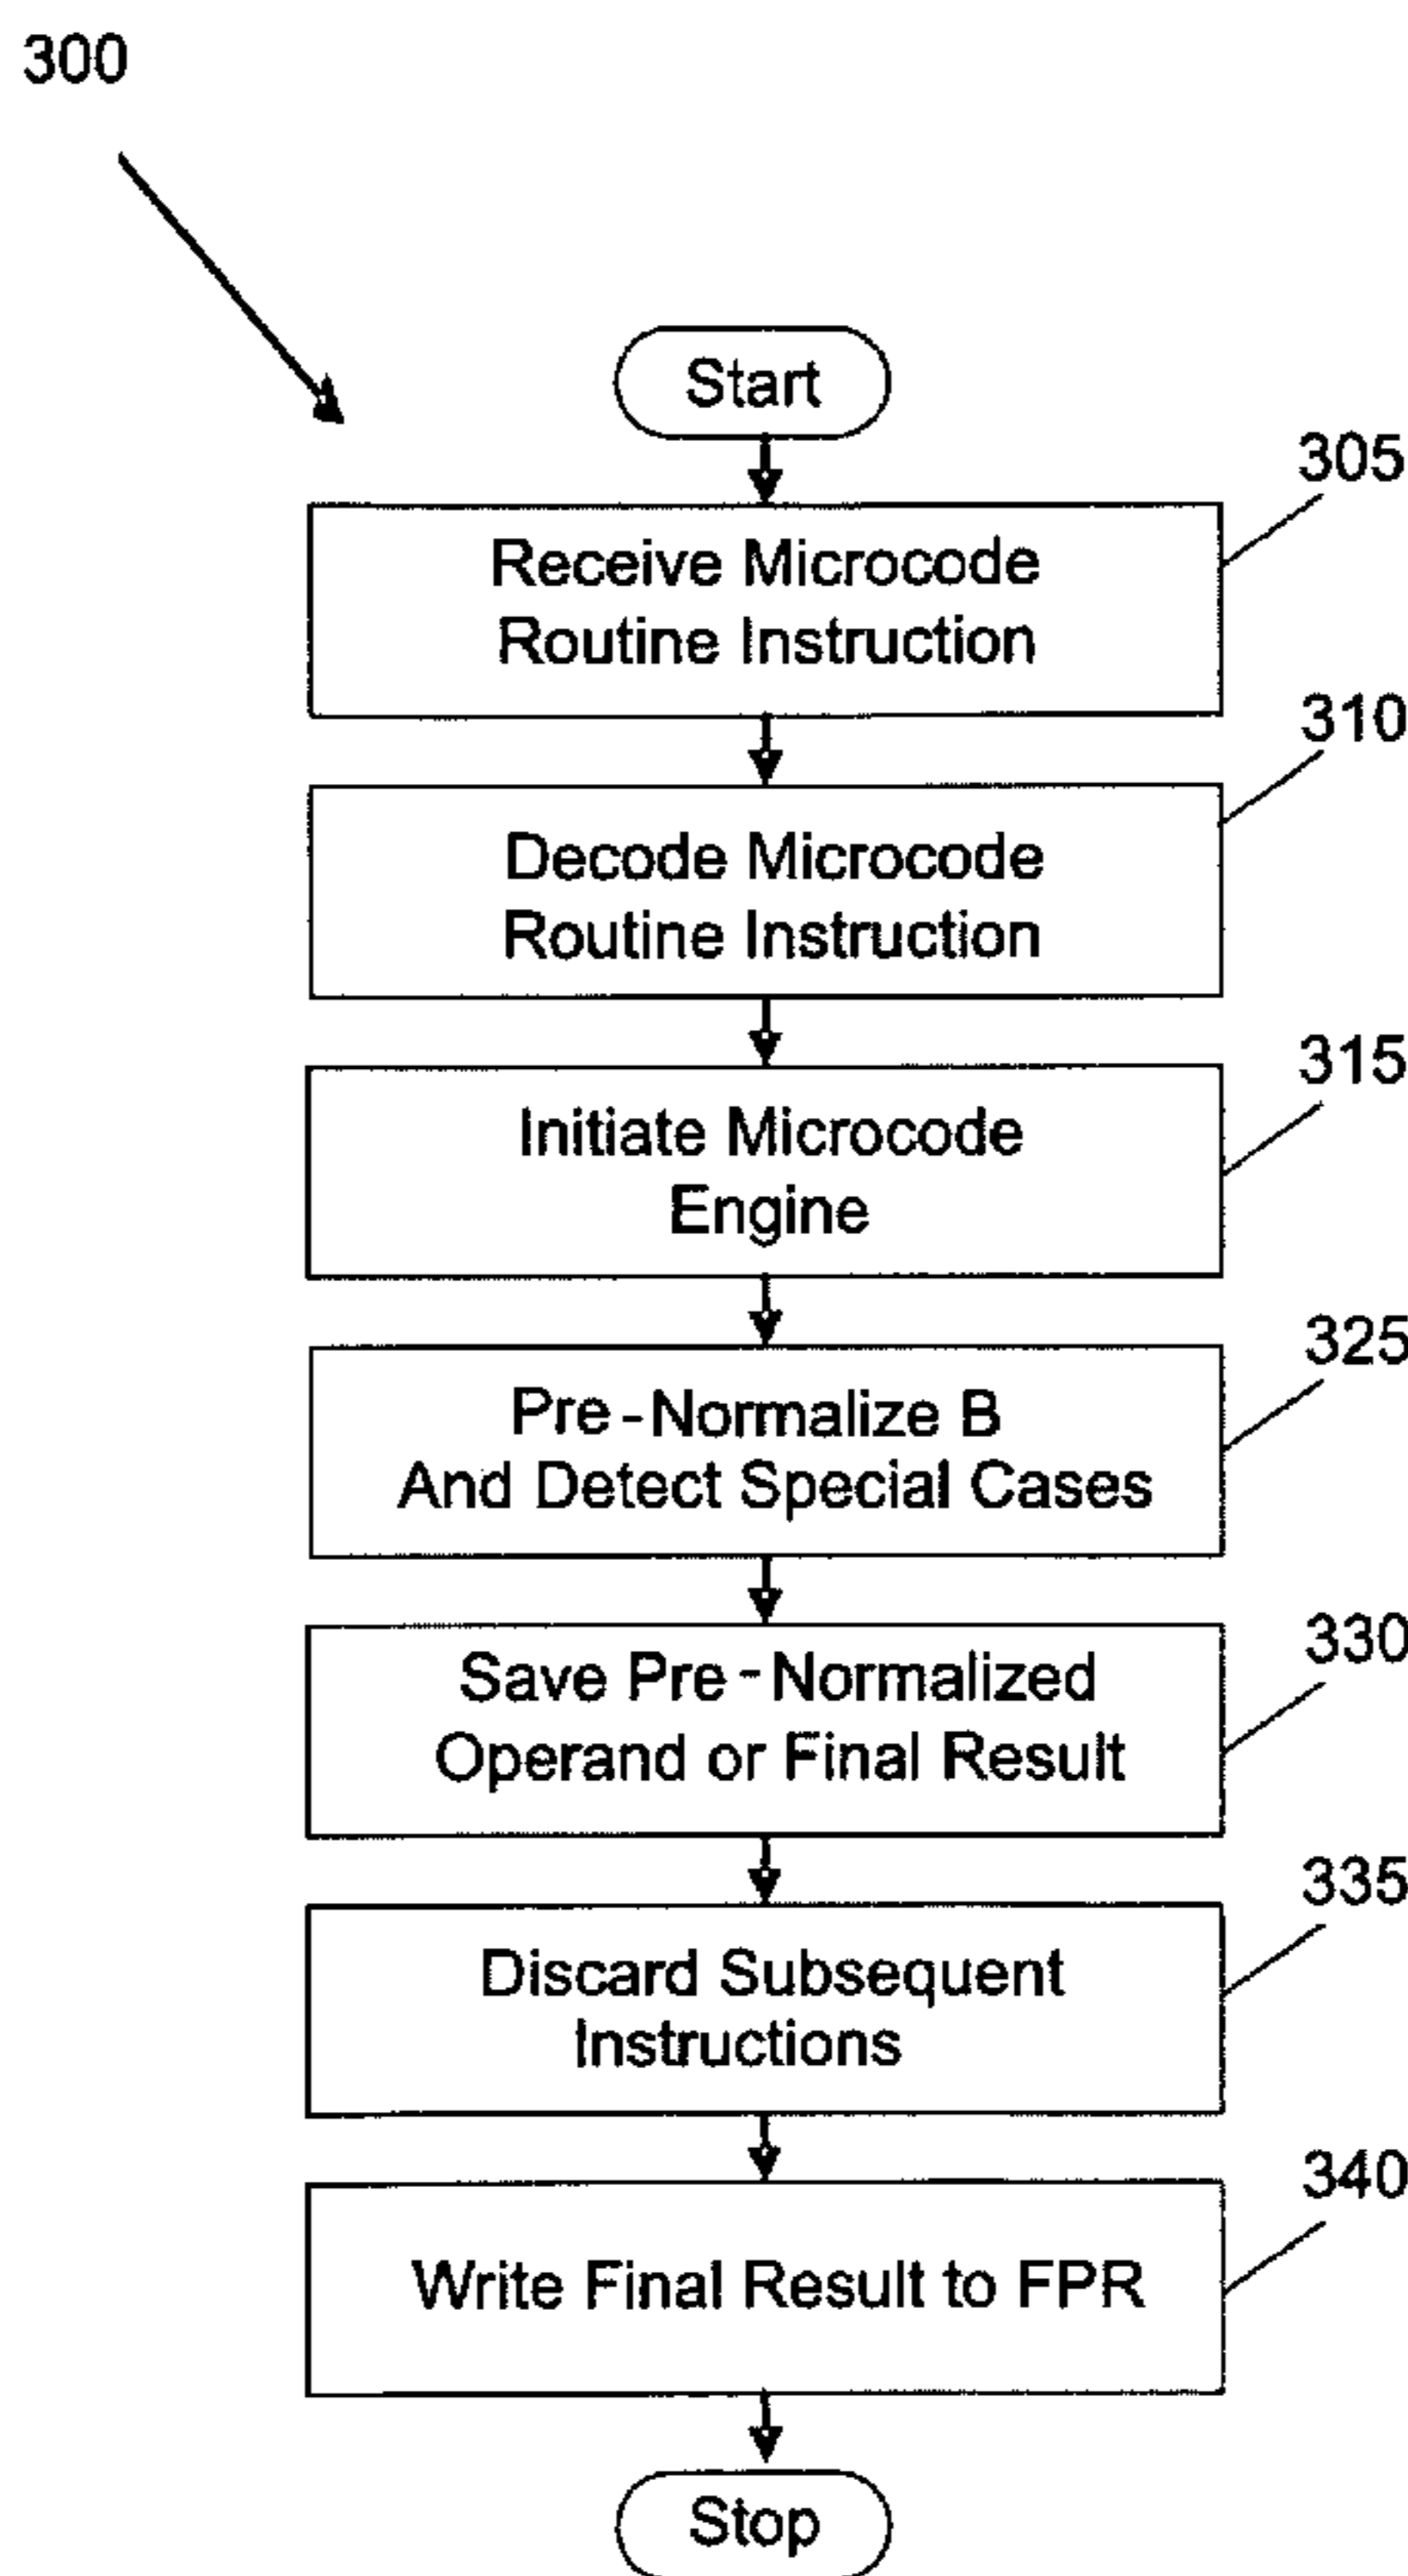 300
Start
305
Receive Microcode
Routine Instruction
310
Decode Microcode
Routine Instruction
315
Initiate Microcode
Engine
325
Pre-Normalize B
And Detect Special Cases
330
Save Pre-Normalized
Operand or Final Result
335
Discard Subsequent
Instructions
340
Write Final Result to FPR
Stop